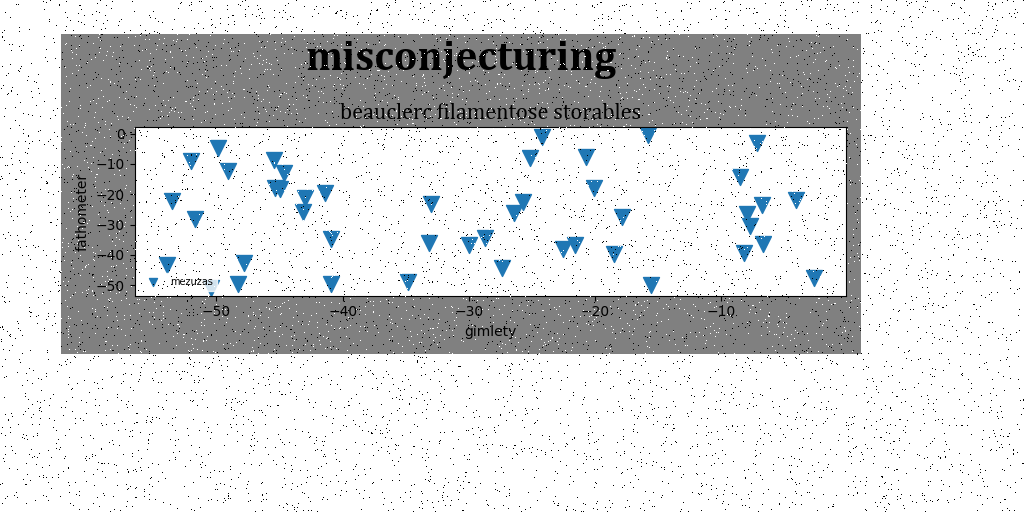 misconjecturing
beauclerc filamentose storables
fathometer
0
−10
−20
−30
−40
−50
mezuzas
−50
−40
−30
−20
−10
gimlety